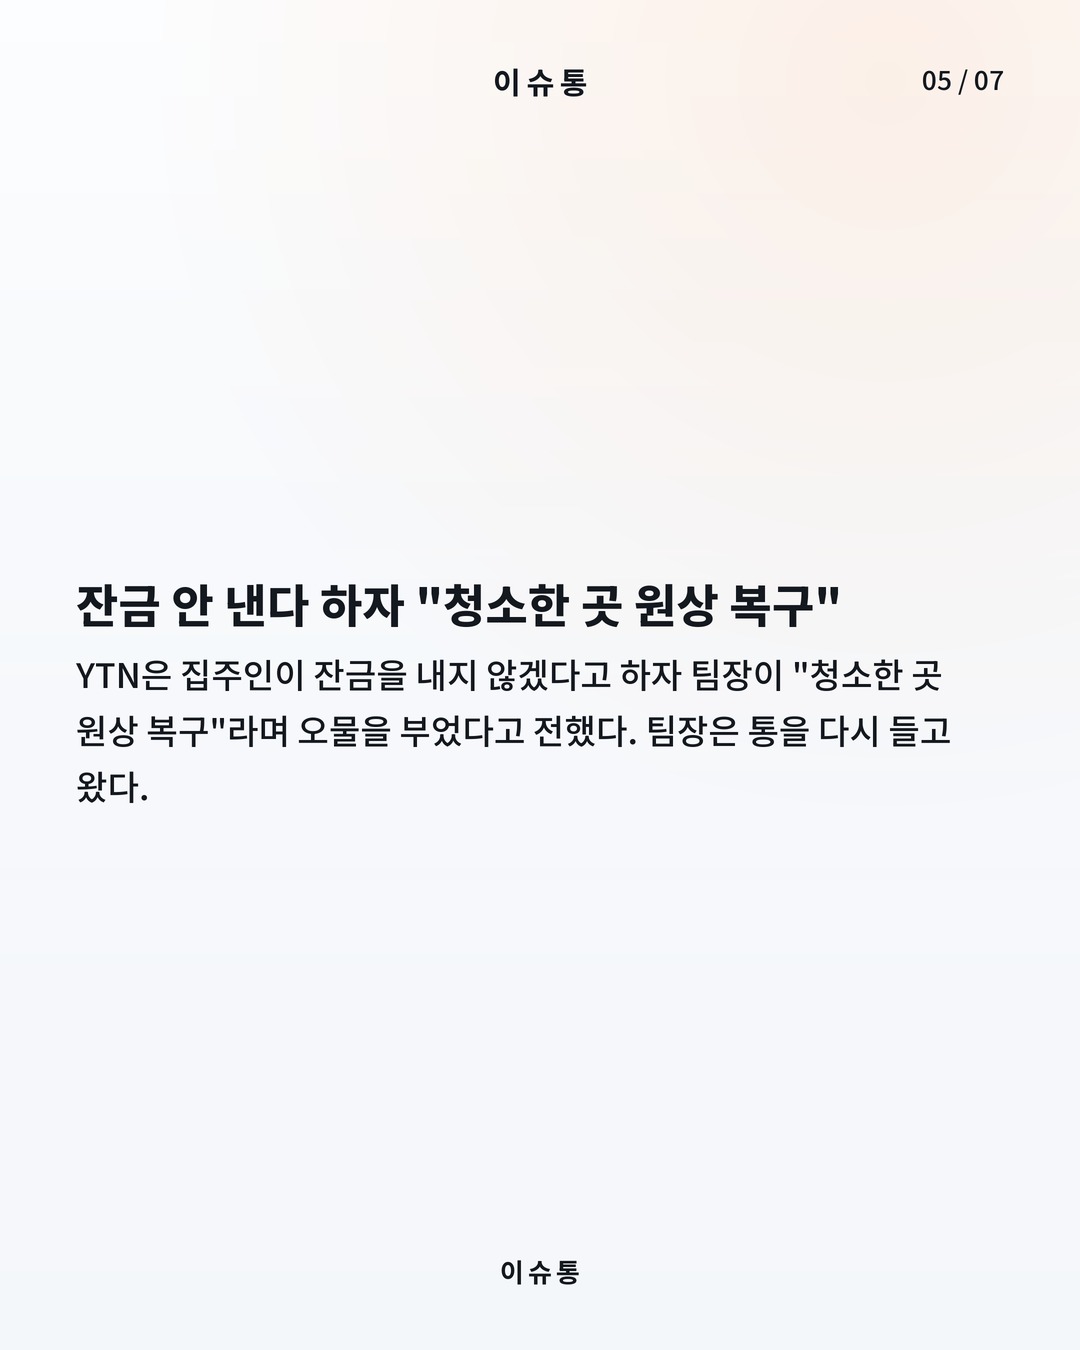 이슈통
05 / 07
잔금 안 낸다 하자 "청소한 곳 원상 복구"
YTN은 집주인이 잔금을 내지 않겠다고 하자 팀장이 "청소한 곳
원상 복구"라며 오물을 부었다고 전했다. 팀장은 통을 다시 들고
왔다.
이슈통